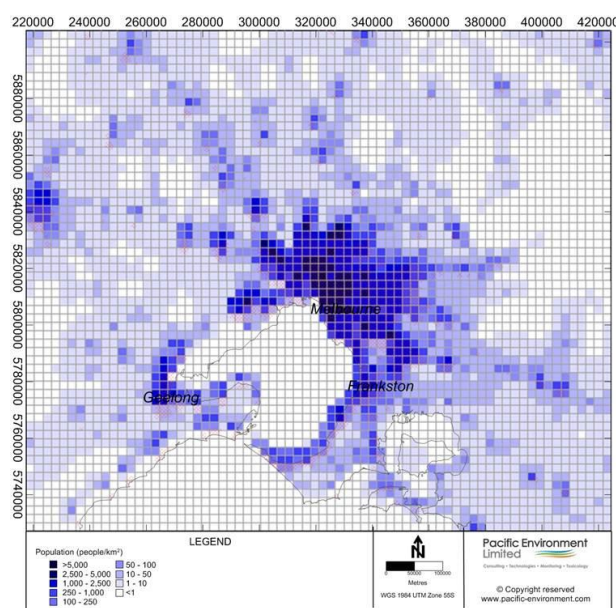 220000 240000 260000 280000 300000 320000 340000 360000 380000 400000 420000
5880000
5860000
5840000
5820000
5800000
5780000
5760000
5740000
Melbourne
Frankston
Geelong
LEGEND
Population (people/km²)
>5,000
2,500 - 5,000
1,000 - 2,500
250 - 1,000
100 - 250
50 - 100
10 - 50
1 - 10
<1
N
0 50000 100000
Metres
WGS 1984 UTM Zone 55S
Pacific Environment
Limited
Consulting • Technologies • Monitoring • Toxicology
© Copyright reserved
www.pacific-environment.com